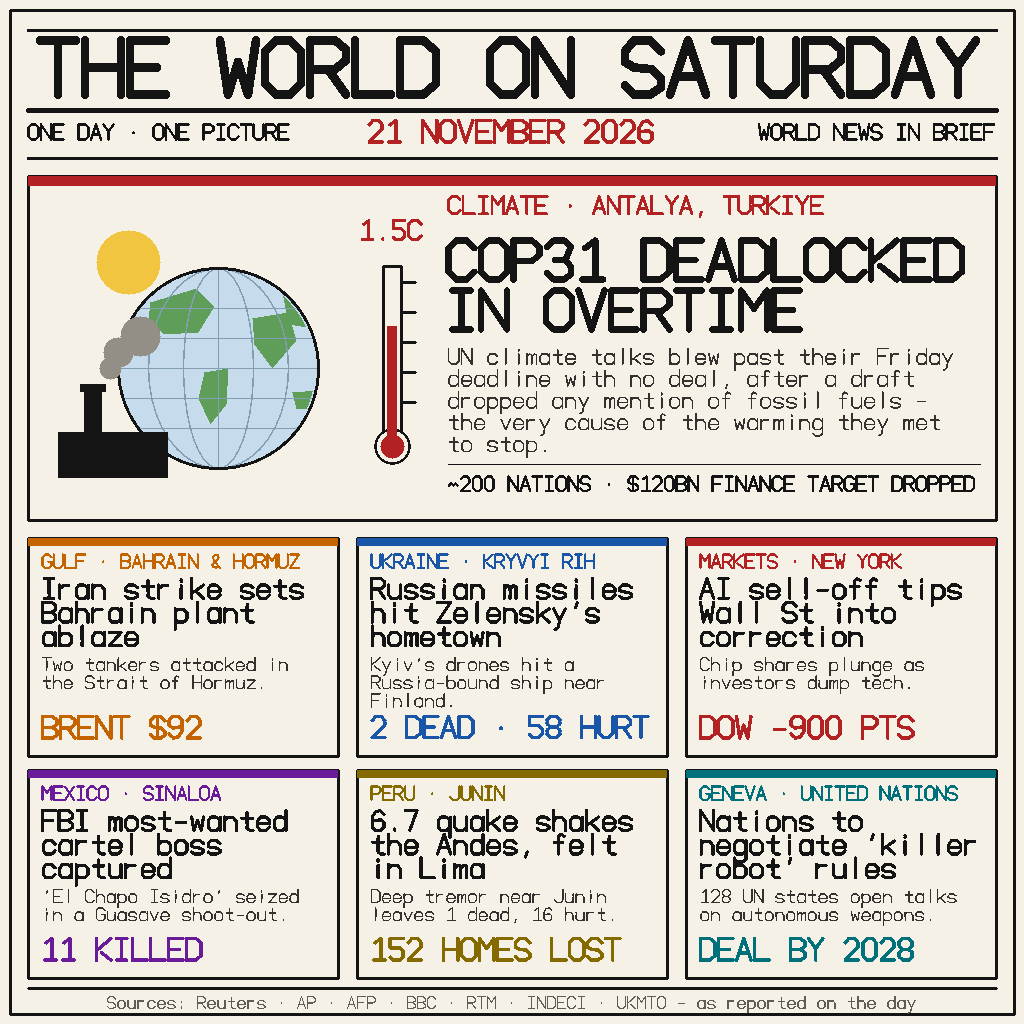 THE WORLD ON SATURDAY
ONE DAY · ONE PICTURE
21 NOVEMBER 2026
WORLD NEWS IN BRIEF
1.5C
CLIMATE · ANTALYA, TURKIYE
COP31 DEADLOCKED
IN OVERTIME
UN climate talks blew past their Friday
deadline with no deal, after a draft
dropped any mention of fossil fuels -
the very cause of the warming they met
to stop.
~200 NATIONS · $120BN FINANCE TARGET DROPPED
GULF · BAHRAIN & HORMUZ
Iran strike sets
Bahrain plant
ablaze
Two tankers attacked in
the Strait of Hormuz.
BRENT $92
UKRAINE · KRYVYI RIH
Russian missiles
hit Zelensky's
hometown
Kyiv's drones hit a
Russia-bound ship near
Finland.
2 DEAD · 58 HURT
MARKETS · NEW YORK
AI sell-off tips
Wall St into
correction
Chip shares plunge as
investors dump tech.
DOW -900 PTS
MEXICO · SINALOA
FBI most-wanted
cartel boss
captured
'El Chapo Isidro' seized
in a Guasave shoot-out.
11 KILLED
PERU · JUNIN
6.7 quake shakes
the Andes, felt
in Lima
Deep tremor near Junin
leaves 1 dead, 16 hurt.
152 HOMES LOST
GENEVA · UNITED NATIONS
Nations to
negotiate 'killer
robot' rules
128 UN states open talks
on autonomous weapons.
DEAL BY 2028
Sources: Reuters · AP · AFP · BBC · RTM · INDECI · UKMTO - as reported on the day